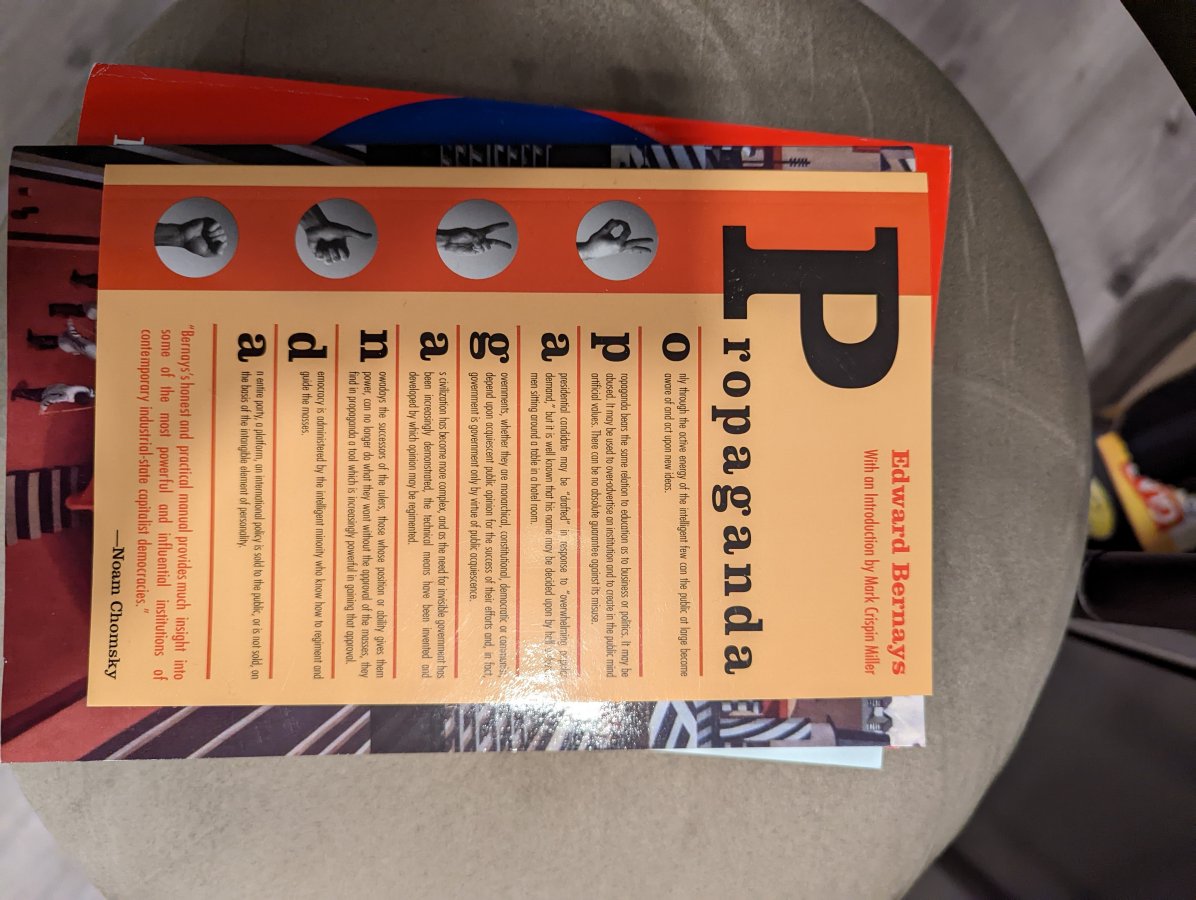 Edward Bernays
With an Introduction by Mark Crispin Miller
Propaganda
only through the active energy of the intelligent few can the public at large become
aware of and act upon new ideas.
propaganda bears the same relation to education as to business or politics. It may be
abused. It may be used to over-advertise an institution and to create in the public mind
artificial values. There can be no absolute guarantee against its misuse.
a presidential candidate may be "drafted" in response to "overwhelming popular
demand," but it is well known that his name may be decided upon by half a dozen
men sitting around a table in a hotel room.
governments, whether they are monarchical, constitutional, democratic or communist,
depend upon acquiescent public opinion for the success of their efforts and, in fact,
government is government only by virtue of public acquiescence.
as civilization has become more complex, and as the need for invisible government has
been increasingly demonstrated, the technical means have been invented and
developed by which opinion may be regimented.
nowadays the successors of the rulers, those whose position or ability gives them
power, can no longer do what they want without the approval of the masses, they
find in propaganda a tool which is increasingly powerful in gaining that approval.
democracy is administered by the intelligent minority who know how to regiment and
guide the masses.
an entire party, a platform, an international policy is sold to the public, or is not sold, on
the basis of the intangible element of personality.
"Bernays's honest and practical manual provides much insight into
some of the most powerful and influential institutions of
contemporary industrial-state capitalist democracies."
—Noam Chomsky